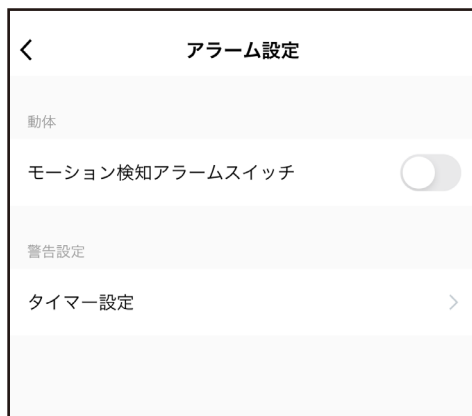 アラーム設定
動体
モーション検知アラームスイッチ
警告設定
タイマー設定